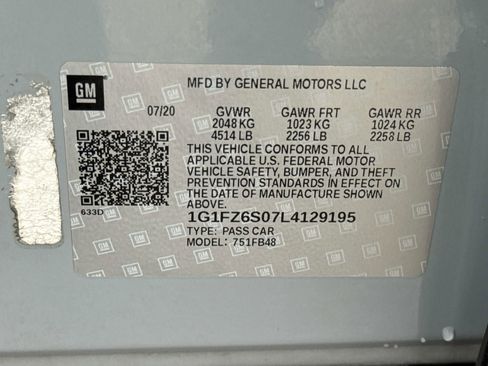 GM
MFD BY GENERAL MOTORS LLC
07/20 GVWR GAWR FRT GAWR RR
2048 KG 1023 KG 1024 KG
4514 LB 2256 LB 2258 LB
THIS VEHICLE CONFORMS TO ALL
APPLICABLE U.S. FEDERAL MOTOR
VEHICLE SAFETY, BUMPER, AND THEFT
PREVENTION STANDARDS IN EFFECT ON
THE DATE OF MANUFACTURE SHOWN
ABOVE.
633D
1G1FZ6S07L4129195
TYPE: PASS CAR
MODEL: 751FB48